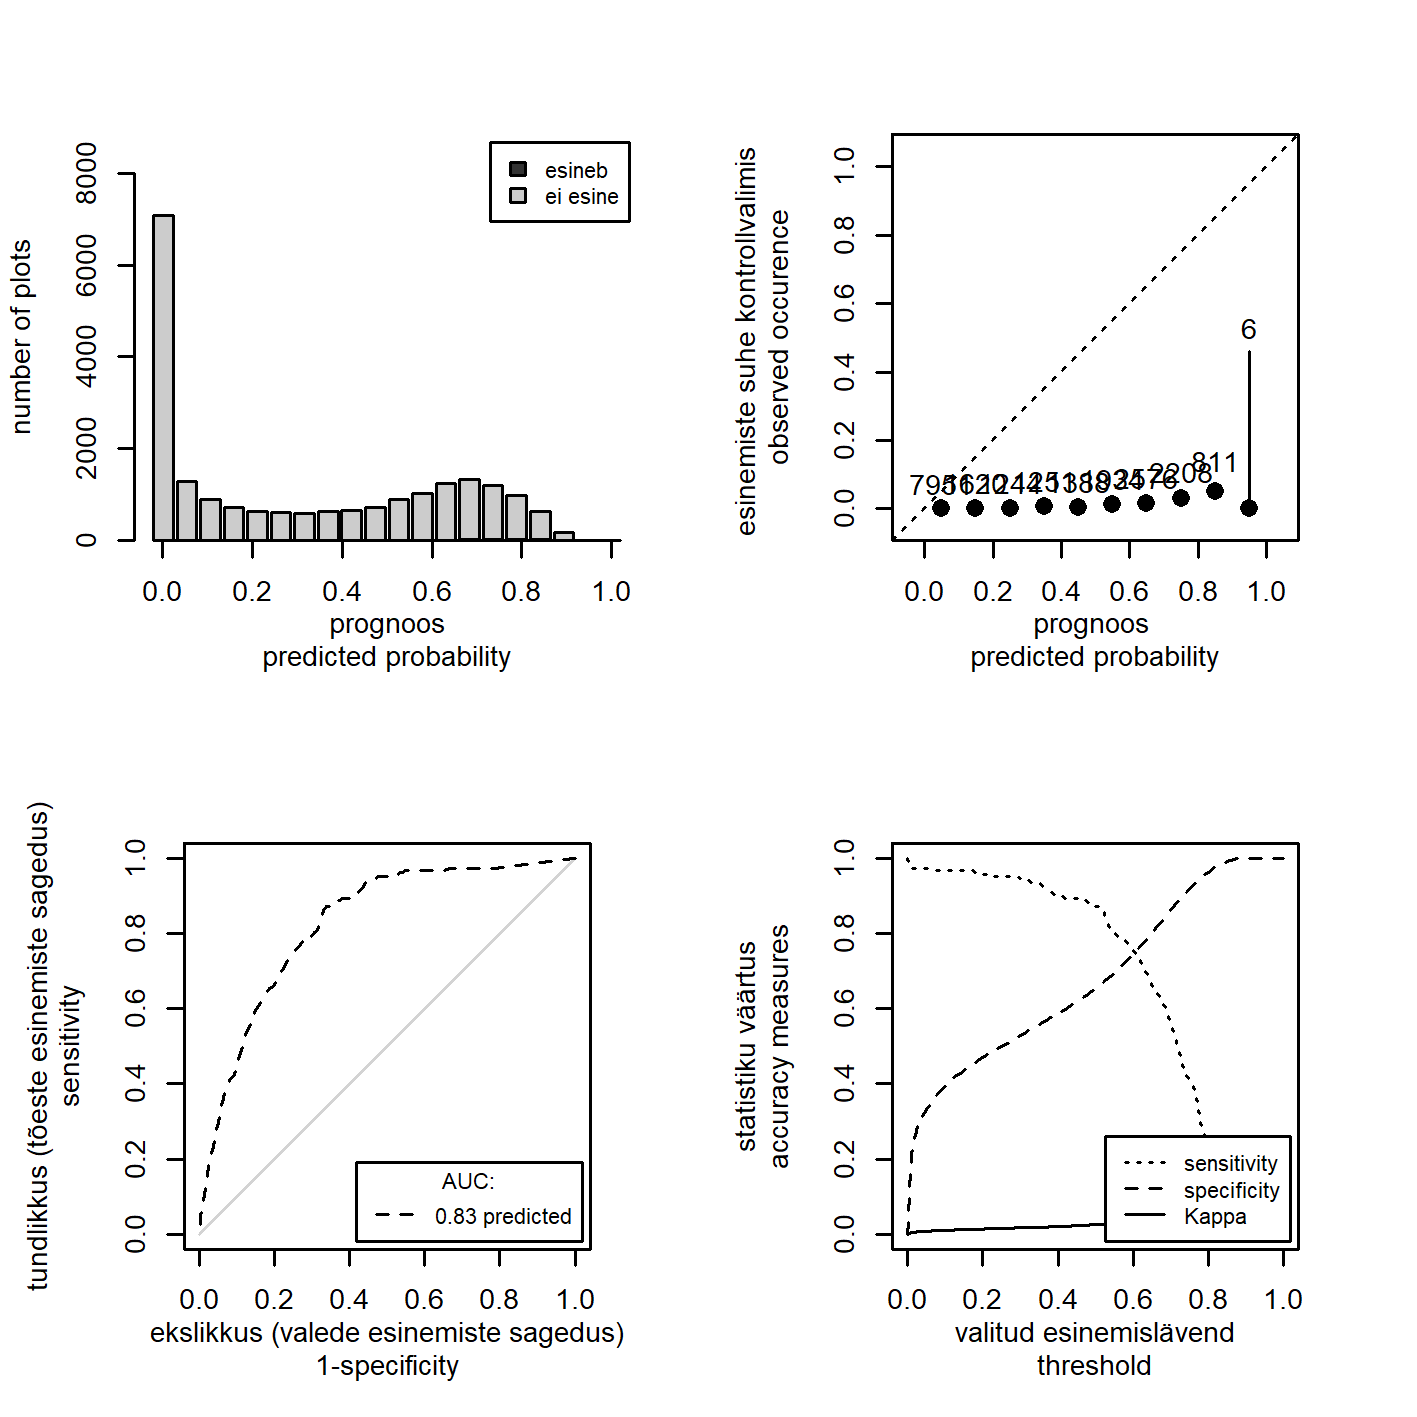 number of plots
0
2000
4000
6000
8000
esineb
ei esine
0.0 0.2 0.4 0.6 0.8 1.0
prognoos
predicted probability
esinemiste suhe kontrollvalimis
observed occurence
0.0 0.2 0.4 0.6 0.8 1.0
2208
811
6
0.0 0.2 0.4 0.6 0.8 1.0
prognoos
predicted probability
tundlikkus (tõeste esinemiste sagedus)
sensitivity
0.0 0.2 0.4 0.6 0.8 1.0
AUC:
0.83 predicted
0.0 0.2 0.4 0.6 0.8 1.0
ekslikkus (valede esinemiste sagedus)
1-specificity
statistiku väärtus
accuracy measures
0.0 0.2 0.4 0.6 0.8 1.0
sensitivity
specificity
Kappa
0.0 0.2 0.4 0.6 0.8 1.0
valitud esinemislävend
threshold